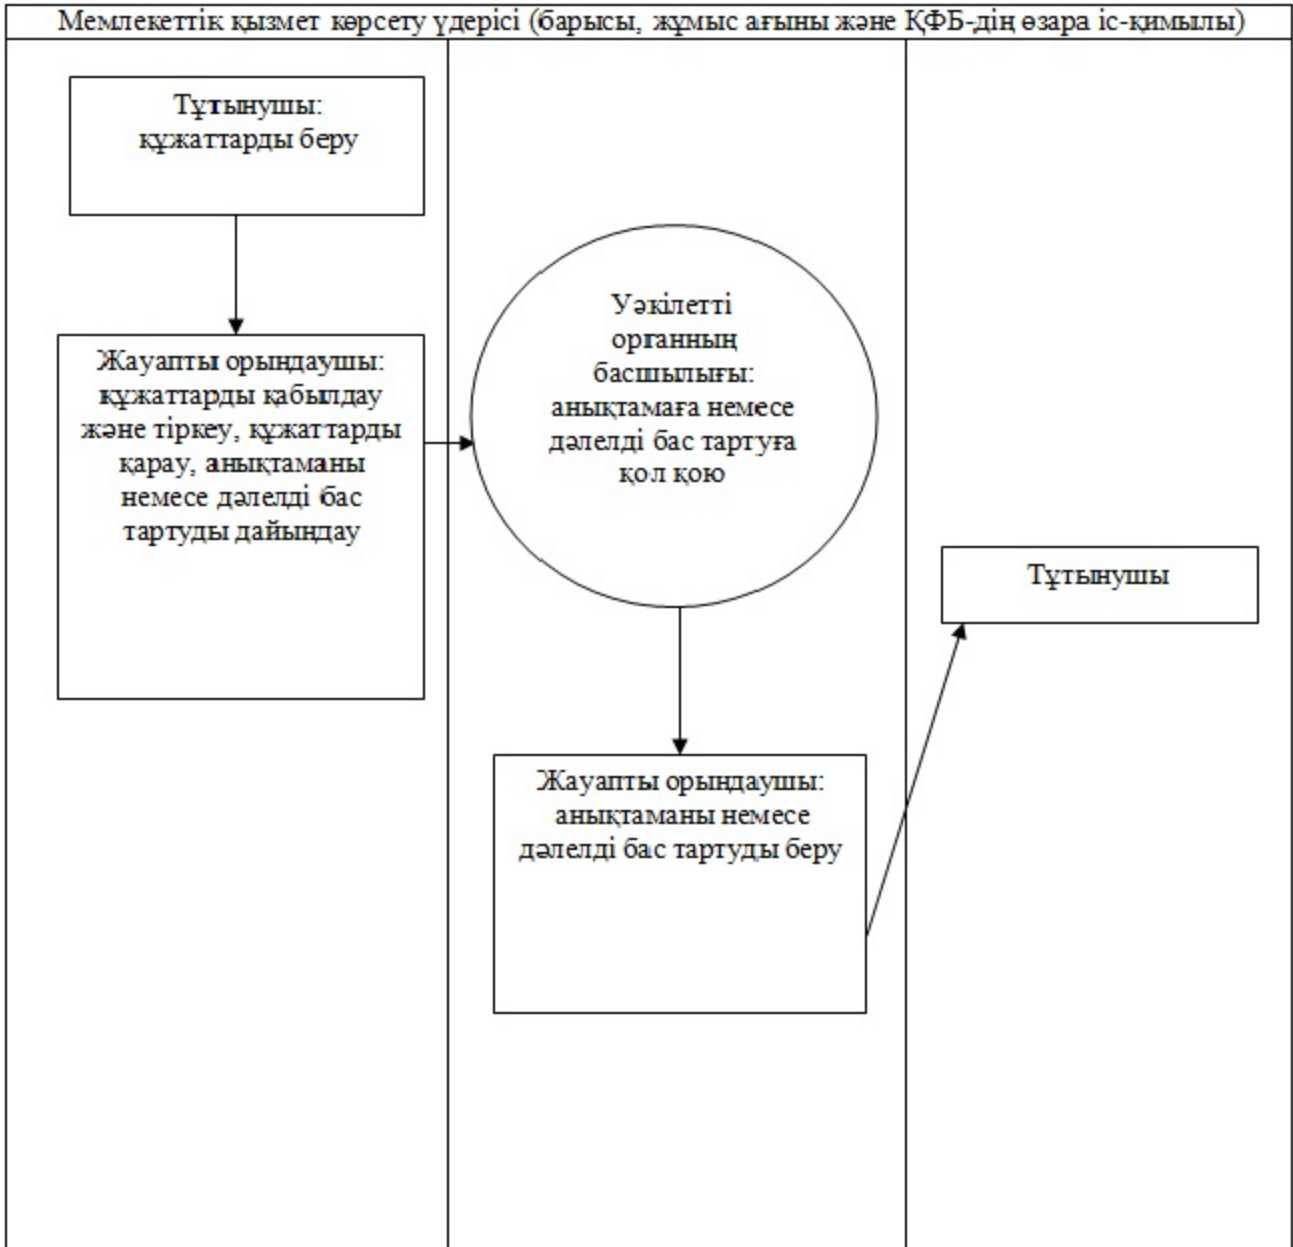 Мемлекеттік қызмет көрсету үдерісі (барысы, жұмыс ағыны және ҚФБ-дің өзара іс-қимылы)
Тұтынушы:
құжаттарды беру
Жауапты орындаушы:
құжаттарды қабылдау
және тіркеу, құжаттарды
қарау, анықтаманы
немесе дәлелді бас
тартуды дайындау
Уәкілетті
органның
басшылығы:
анықтамаға немесе
дәлелді бас тартуға
қол қою
Жауапты орындаушы:
анықтаманы немесе
дәлелді бас тартуды беру
Тұтынушы